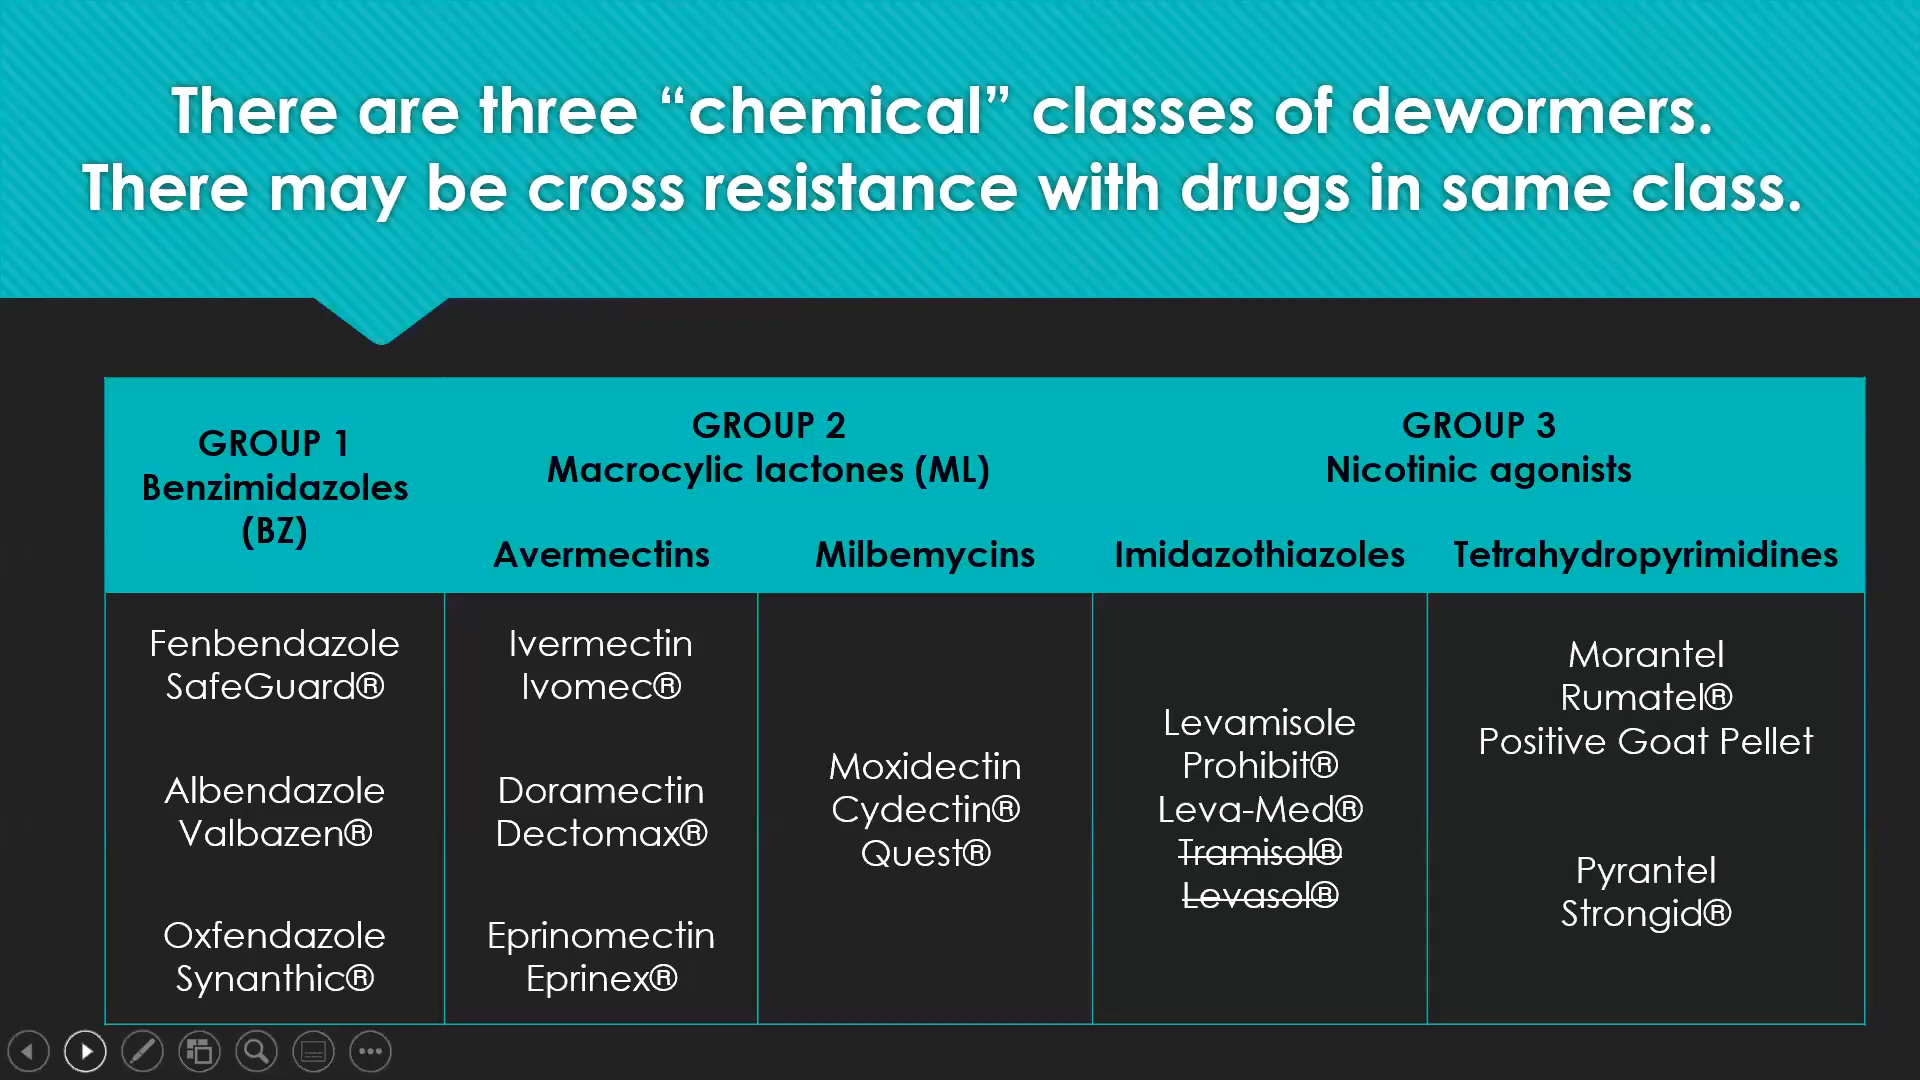 There are three “chemical” classes of dewormers.
There may be cross resistance with drugs in same class.
GROUP 1
Benzimidazoles
(BZ)
GROUP 2
Macrocylic lactones (ML)
Avermectins
Milbemycins
GROUP 3
Nicotinic agonists
Imidazothiazoles
Tetrahydropyrimidines
Fenbendazole
SafeGuard®
Albendazole
Valbazen®
Oxfendazole
Synanthic®
Ivermectin
Ivomec®
Doramectin
Dectomax®
Eprinomectin
Eprinex®
Moxidectin
Cydectin®
Quest®
Levamisole
Prohibit®
Leva-Med®
Tramisol®
Levasol®
Morantel
Rumatel®
Positive Goat Pellet
Pyrantel
Strongid®